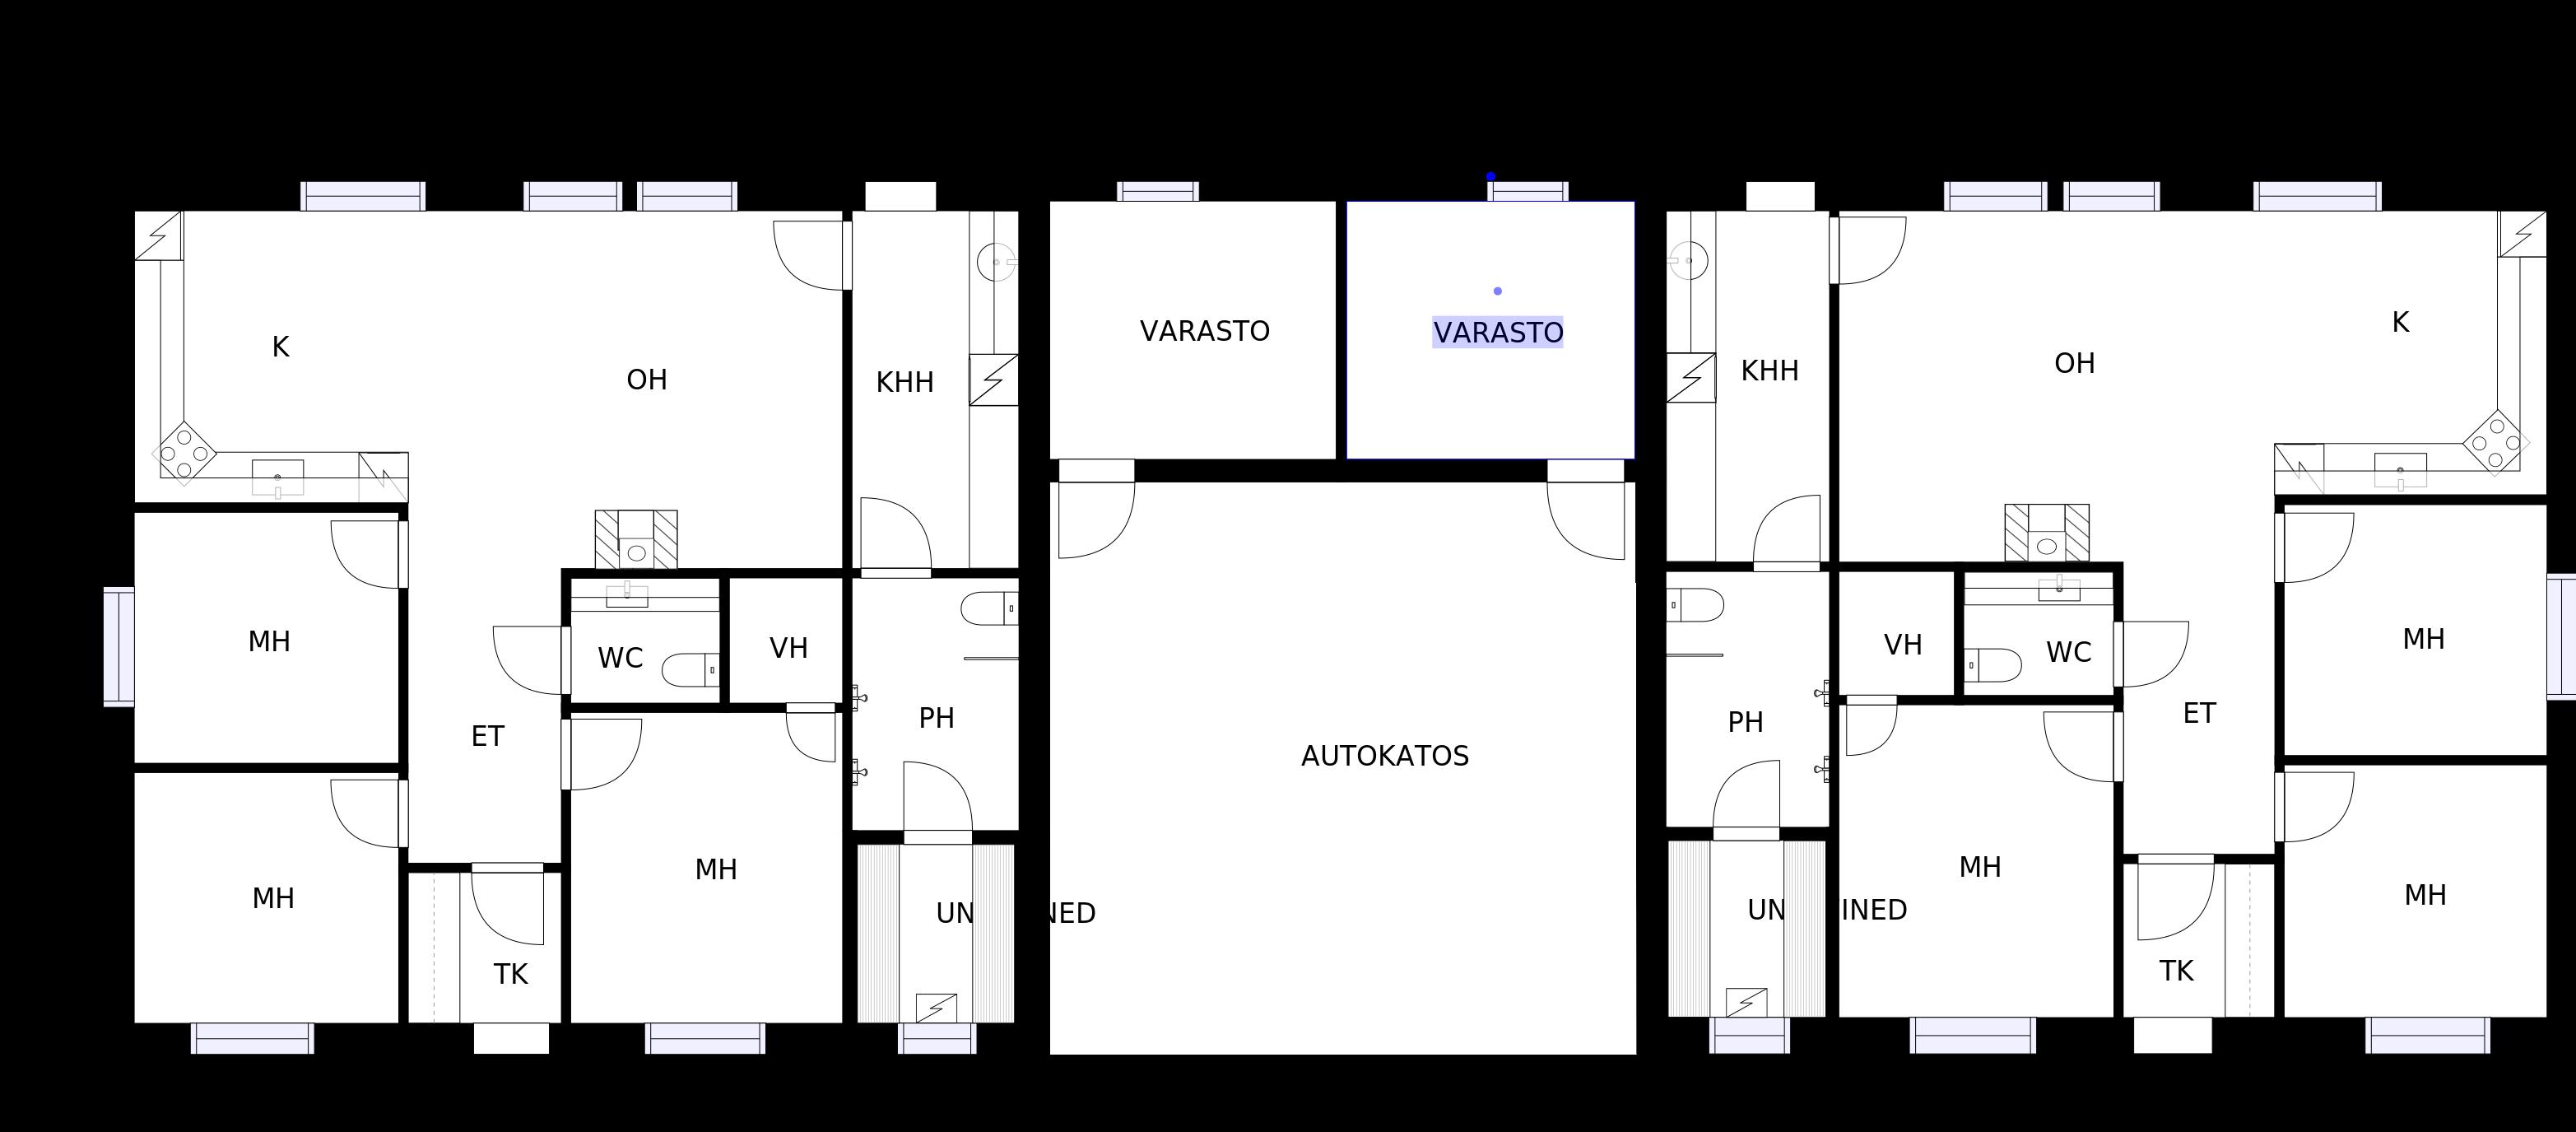 K
OH
KHH
VARASTO
VARASTO
KHH
OH
K
MH
WC
VH
PH
ET
AUTOKATOS
PH
VH
WC
ET
MH
MH
TK
MH
UN
NED
UN
INED
MH
TK
MH